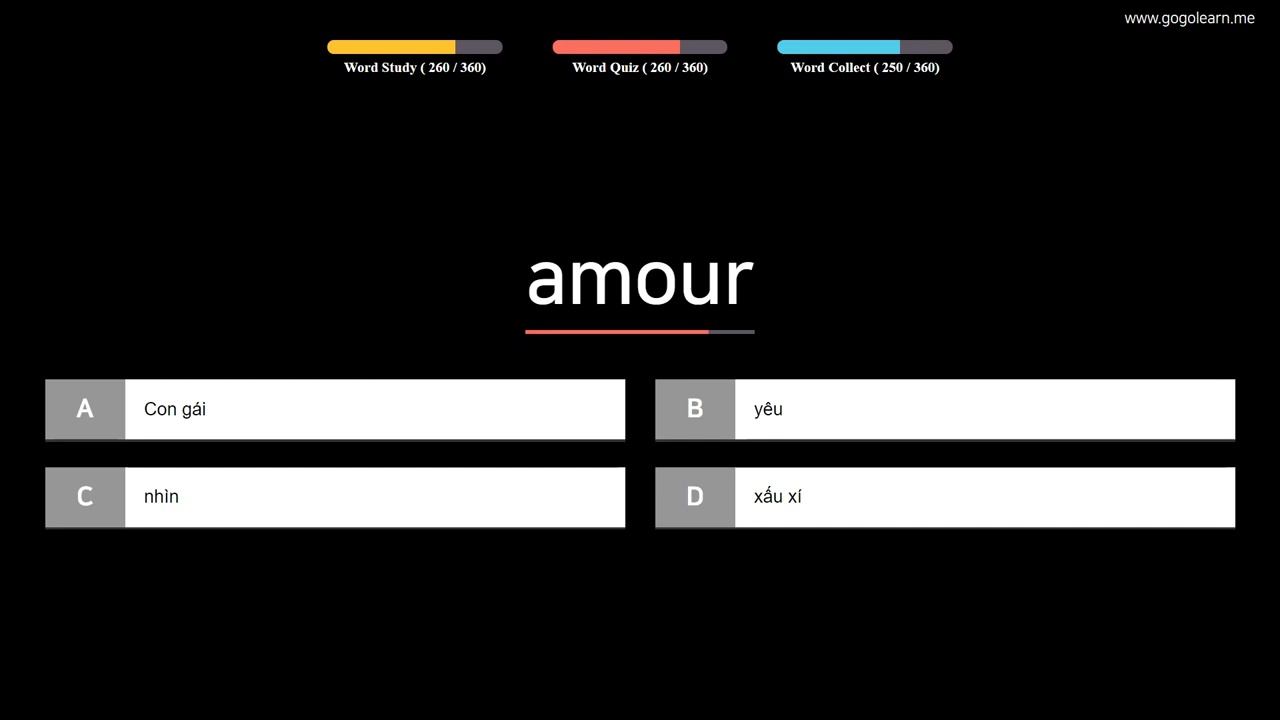 www.gogolearn.me
Word Study ( 260 / 360)
Word Quiz ( 260 / 360)
Word Collect ( 250 / 360)
amour
A Con gái
B yêu
C nhìn
D xấu xí